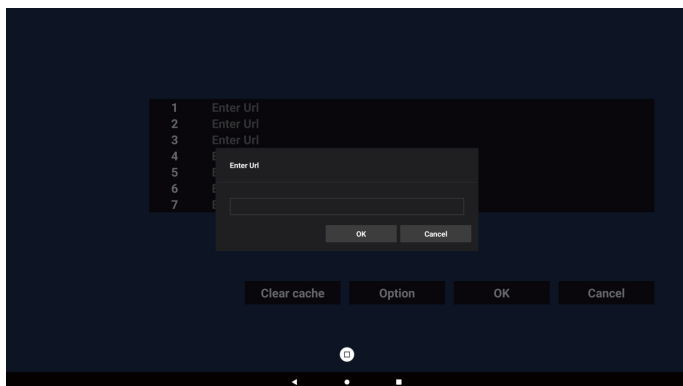 1 Enter Url
2 Enter Url
3 Enter Url
4 E
5 E
6 E
7 E
Enter Url
OK Cancel
Clear cache Option OK Cancel